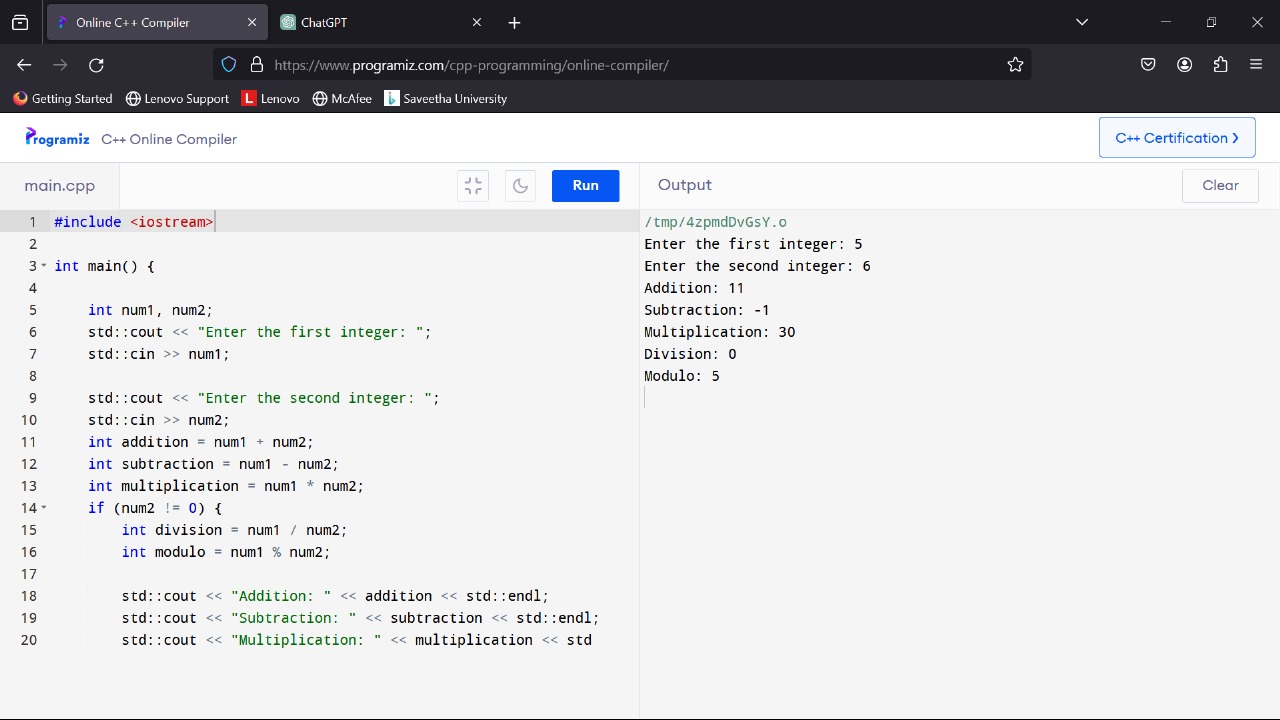 Online C++ Compiler
ChatGPT
https://www.programiz.com/cpp-programming/online-compiler/
Getting Started Lenovo Support L Lenovo McAfee Saveetha University
Programiz C++ Online Compiler
C++ Certification ❯
main.cpp
Run
Output
Clear
1 #include <iostream>
2
3 int main() {
4
5     int num1, num2;
6     std::cout << "Enter the first integer: ";
7     std::cin >> num1;
8
9     std::cout << "Enter the second integer: ";
10     std::cin >> num2;
11     int addition = num1 + num2;
12     int subtraction = num1 - num2;
13     int multiplication = num1 * num2;
14     if (num2 != 0) {
15         int division = num1 / num2;
16         int modulo = num1 % num2;
17
18         std::cout << "Addition: " << addition << std::endl;
19         std::cout << "Subtraction: " << subtraction << std::endl;
20         std::cout << "Multiplication: " << multiplication << std
/tmp/4zpmdDvGsY.o
Enter the first integer: 5
Enter the second integer: 6
Addition: 11
Subtraction: -1
Multiplication: 30
Division: 0
Modulo: 5